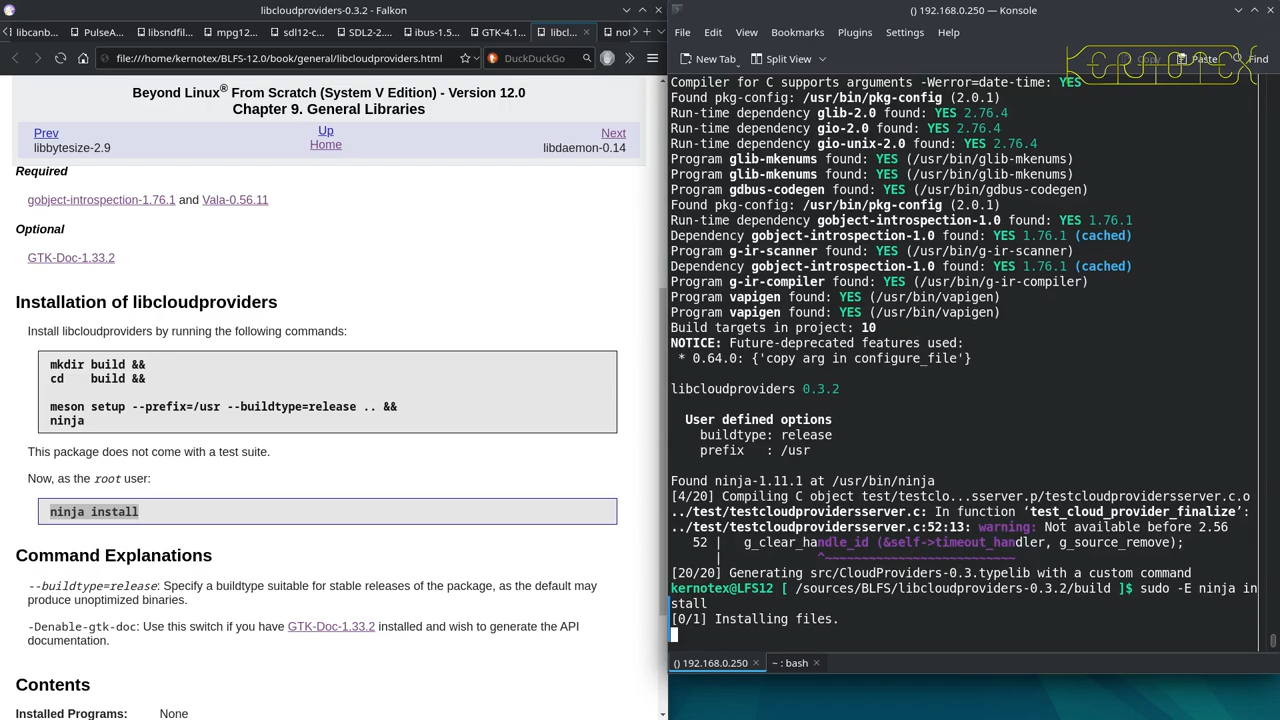 libcloudproviders-0.3.2 - Falkon
libcanb...
PulseA...
libsndfil...
mpg12...
sdl12-c...
SDL2-2....
ibus-1.5...
GTK-4.1...
libcl...
not
file:///home/kernotex/BLFS-12.0/book/general/libcloudproviders.html
DuckDuckGo
Beyond Linux® From Scratch (System V Edition) - Version 12.0
Chapter 9. General Libraries
Prev
Up
Next
libbytesize-2.9
Home
libdaemon-0.14
Required
gobject-introspection-1.76.1 and Vala-0.56.11
Optional
GTK-Doc-1.33.2
Installation of libcloudproviders
Install libcloudproviders by running the following commands:
mkdir build &&
cd    build &&
meson setup --prefix=/usr --buildtype=release .. &&
ninja
This package does not come with a test suite.
Now, as the root user:
ninja install
Command Explanations
--buildtype=release: Specify a buildtype suitable for stable releases of the package, as the default may
produce unoptimized binaries.
-Denable-gtk-doc: Use this switch if you have GTK-Doc-1.33.2 installed and wish to generate the API
documentation.
Contents
Installed Programs: None
() 192.168.0.250 — Konsole
File Edit View Bookmarks Plugins Settings Help
New Tab Split View Copy Paste Find
KERNOTEX
Compiler for C supports arguments -Werror=date-time: YES
Found pkg-config: /usr/bin/pkg-config (2.0.1)
Run-time dependency glib-2.0 found: YES 2.76.4
Run-time dependency gio-2.0 found: YES 2.76.4
Run-time dependency gio-unix-2.0 found: YES 2.76.4
Program glib-mkenums found: YES (/usr/bin/glib-mkenums)
Program glib-mkenums found: YES (/usr/bin/glib-mkenums)
Program gdbus-codegen found: YES (/usr/bin/gdbus-codegen)
Found pkg-config: /usr/bin/pkg-config (2.0.1)
Run-time dependency gobject-introspection-1.0 found: YES 1.76.1
Dependency gobject-introspection-1.0 found: YES 1.76.1 (cached)
Program g-ir-scanner found: YES (/usr/bin/g-ir-scanner)
Dependency gobject-introspection-1.0 found: YES 1.76.1 (cached)
Program g-ir-compiler found: YES (/usr/bin/g-ir-compiler)
Program vapigen found: YES (/usr/bin/vapigen)
Program vapigen found: YES (/usr/bin/vapigen)
Build targets in project: 10
NOTICE: Future-deprecated features used:
 * 0.64.0: {'copy arg in configure_file'}
libcloudproviders 0.3.2
  User defined options
    buildtype: release
    prefix   : /usr
Found ninja-1.11.1 at /usr/bin/ninja
[4/20] Compiling C object test/testclo...sserver.p/testcloudprovidersserver.c.o
../test/testcloudprovidersserver.c: In function ‘test_cloud_provider_finalize’:
../test/testcloudprovidersserver.c:52:13: warning: Not available before 2.56
   52 |   g_clear_handle_id (&self->timeout_handler, g_source_remove);
      |             ^~~~~~~~~~~~~~~~~~~~~~~~~~~
[20/20] Generating src/CloudProviders-0.3.typelib with a custom command
kernotex@LFS12 [ /sources/BLFS/libcloudproviders-0.3.2/build ]$ sudo -E ninja in
stall
[0/1] Installing files.
() 192.168.0.250
~ : bash